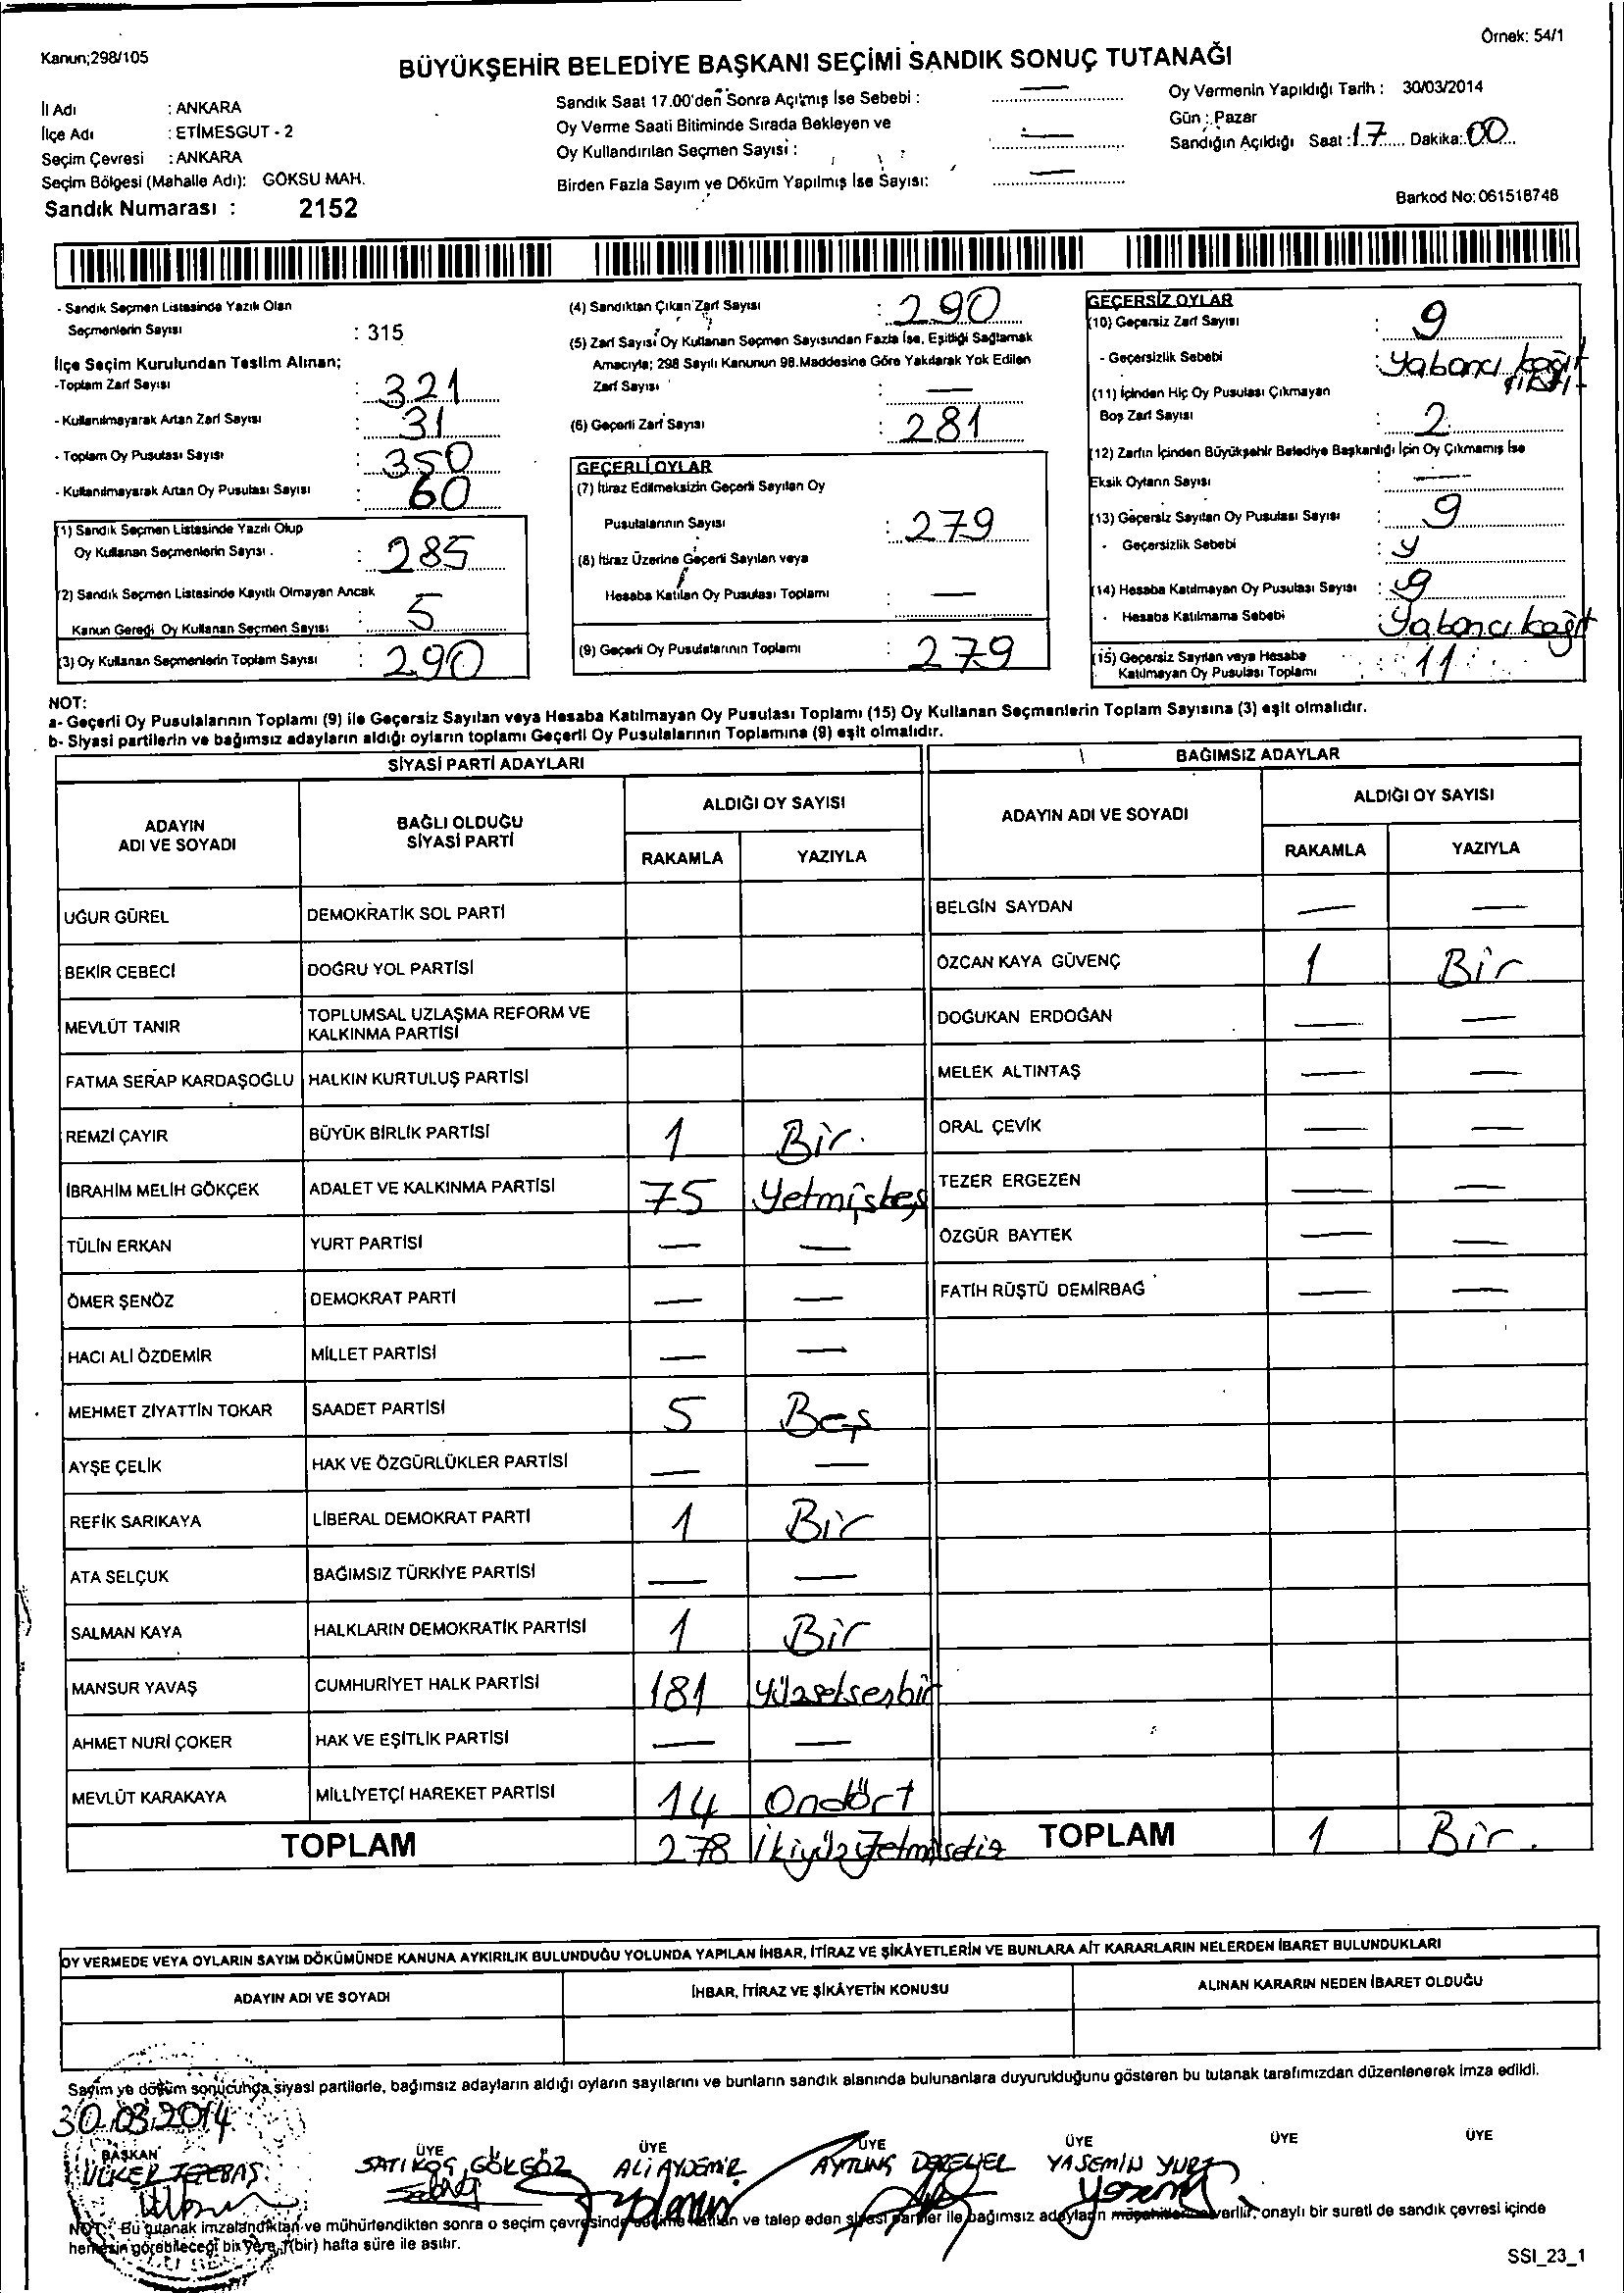 Örnek: 54/1
Kanun;298/105
BÜYÜKŞEHİR BELEDİYE BAŞKANI SEÇİMİ SANDIK SONUÇ TUTANAĞI
İl Adı : ANKARA
İlçe Adı : ETİMESGUT - 2
Seçim Çevresi : ANKARA
Seçim Bölgesi (Mahalle Adı): GÖKSU MAH.
Sandık Numarası : 2152
Sandık Saat 17.00'den Sonra Açılmış İse Sebebi : —
Oy Verme Saati Bitiminde Sırada Bekleyen ve
Oy Kullandırılan Seçmen Sayısı : —
Birden Fazla Sayım ve Döküm Yapılmış İse Sayısı: —
Oy Vermenin Yapıldığı Tarih : 30/03/2014
Gün : Pazar
Sandığın Açıldığı Saat : 17 Dakika: 00
Barkod No: 061518748
- Sandık Seçmen Listesinde Yazılı Olan
Seçmenlerin Sayısı : 315
İlçe Seçim Kurulundan Teslim Alınan;
-Toplam Zarf Sayısı : 321
- Kullanılmayarak Artan Zarf Sayısı : 31
- Toplam Oy Pusulası Sayısı : 350
- Kullanılmayarak Artan Oy Pusulası Sayısı : 60
(1) Sandık Seçmen Listesinde Yazılı Olup
Oy Kullanan Seçmenlerin Sayısı . : 285
(2) Sandık Seçmen Listesinde Kayıtlı Olmayan Ancak
Kanun Gereği Oy Kullanan Seçmen Sayısı : 5
(3) Oy Kullanan Seçmenlerin Toplam Sayısı : 290
(4) Sandıktan Çıkan Zarf Sayısı : 290
(5) Zarf Sayısı Oy Kullanan Seçmen Sayısından Fazla İse, Eşitliği Sağlamak
Amacıyla; 298 Sayılı Kanunun 98.Maddesine Göre Yakılarak Yok Edilen
Zarf Sayısı : —
(6) Geçerli Zarf Sayısı : 281
GEÇERLİ OYLAR
(7) İtiraz Edilmeksizin Geçerli Sayılan Oy
Pusulalarının Sayısı : 279
(8) İtiraz Üzerine Geçerli Sayılan veya
Hesaba Katılan Oy Pusulası Toplamı : —
(9) Geçerli Oy Pusulalarının Toplamı : 279
GEÇERSİZ OYLAR
(10) Geçersiz Zarf Sayısı : 9
- Geçersizlik Sebebi : Yabancı kağıt
(11) İçinden Hiç Oy Pusulası Çıkmayan
Boş Zarf Sayısı : 2
(12) Zarfın İçinden Büyükşehir Belediye Başkanlığı İçin Oy Çıkmamış İse
Eksik Oyların Sayısı : —
(13) Geçersiz Sayılan Oy Pusulası Sayısı : 9
- Geçersizlik Sebebi : y
(14) Hesaba Katılmayan Oy Pusulası Sayısı : 9
- Hesaba Katılmama Sebebi Yabancı kağıt
(15) Geçersiz Sayılan veya Hesaba
Katılmayan Oy Pusulası Toplamı : 11
NOT:
a- Geçerli Oy Pusulalarının Toplamı (9) ile Geçersiz Sayılan veya Hesaba Katılmayan Oy Pusulası Toplamı (15) Oy Kullanan Seçmenlerin Toplam Sayısına (3) eşit olmalıdır.
b- Siyasi partilerin ve bağımsız adayların aldığı oyların toplamı Geçerli Oy Pusulalarının Toplamına (9) eşit olmalıdır.
SİYASİ PARTİ ADAYLARI
ADAYIN ADI VE SOYADI BAĞLI OLDUĞU SİYASİ PARTİ ALDIĞI OY SAYISI
RAKAMLA YAZIYLA
UĞUR GÜREL DEMOKRATİK SOL PARTİ
BEKİR CEBECİ DOĞRU YOL PARTİSİ
MEVLÜT TANIR TOPLUMSAL UZLAŞMA REFORM VE KALKINMA PARTİSİ
FATMA SERAP KARDAŞOĞLU HALKIN KURTULUŞ PARTİSİ
REMZİ ÇAYIR BÜYÜK BİRLİK PARTİSİ 1 Bir.
İBRAHİM MELİH GÖKÇEK ADALET VE KALKINMA PARTİSİ 75 Yetmişbeş
TÜLİN ERKAN YURT PARTİSİ — —
ÖMER ŞENÖZ DEMOKRAT PARTİ — —
HACI ALİ ÖZDEMİR MİLLET PARTİSİ — —
MEHMET ZİYATTİN TOKAR SAADET PARTİSİ 5 Beş
AYŞE ÇELİK HAK VE ÖZGÜRLÜKLER PARTİSİ — —
REFİK SARIKAYA LİBERAL DEMOKRAT PARTİ 1 Bir
ATA SELÇUK BAĞIMSIZ TÜRKİYE PARTİSİ — —
SALMAN KAYA HALKLARIN DEMOKRATİK PARTİSİ 1 Bir
MANSUR YAVAŞ CUMHURİYET HALK PARTİSİ 181 Yüzseksenbir
AHMET NURİ ÇOKER HAK VE EŞİTLİK PARTİSİ — —
MEVLÜT KARAKAYA MİLLİYETÇİ HAREKET PARTİSİ 14 Ondört
TOPLAM 278
BAĞIMSIZ ADAYLAR
ADAYIN ADI VE SOYADI ALDIĞI OY SAYISI
RAKAMLA YAZIYLA
BELGİN SAYDAN — —
ÖZCAN KAYA GÜVENÇ 1 Bir
DOĞUKAN ERDOĞAN — —
MELEK ALTINTAŞ — —
ORAL ÇEVİK — —
TEZER ERGEZEN — —
ÖZGÜR BAYTEK — —
FATİH RÜŞTÜ DEMİRBAĞ — —
TOPLAM 1 Bir.
OY VERMEDE VEYA OYLARIN SAYIM DÖKÜMÜNDE KANUNA AYKIRILIK BULUNDUĞU YOLUNDA YAPILAN İHBAR, İTİRAZ VE ŞİKÂYETLERİN VE BUNLARA AİT KARARLARIN NELERDEN İBARET BULUNDUKLARI
ADAYIN ADI VE SOYADI İHBAR, İTİRAZ VE ŞİKÂYETİN KONUSU ALINAN KARARIN NEDEN İBARET OLDUĞU
Sayım ve döküm sonucunda siyasi partilerle, bağımsız adayların aldığı oyların sayılarını ve bunların sandık alanında bulunanlara duyurulduğunu gösteren bu tutanak tarafımızdan düzenlenerek imza edildi.
30.03.2014
BAŞKAN ÜYE ÜYE ÜYE ÜYE ÜYE ÜYE
ÜLKER TEPEBAŞ SATI KOÇ GÖKGÖZ ALİ AYDEMİR AYTUNÇ YASEMİN YURT
NOT: Bu tutanak imzalandıktan ve mühürlendikten sonra o seçim çevresinde seçime katılan ve talep eden siyasi partiler ile bağımsız adayların müşahitlerine verilir, onaylı bir sureti de sandık çevresi içinde
herkesin görebileceği bir yere, 7(bir) hafta süre ile asılır.
SSI_23_1